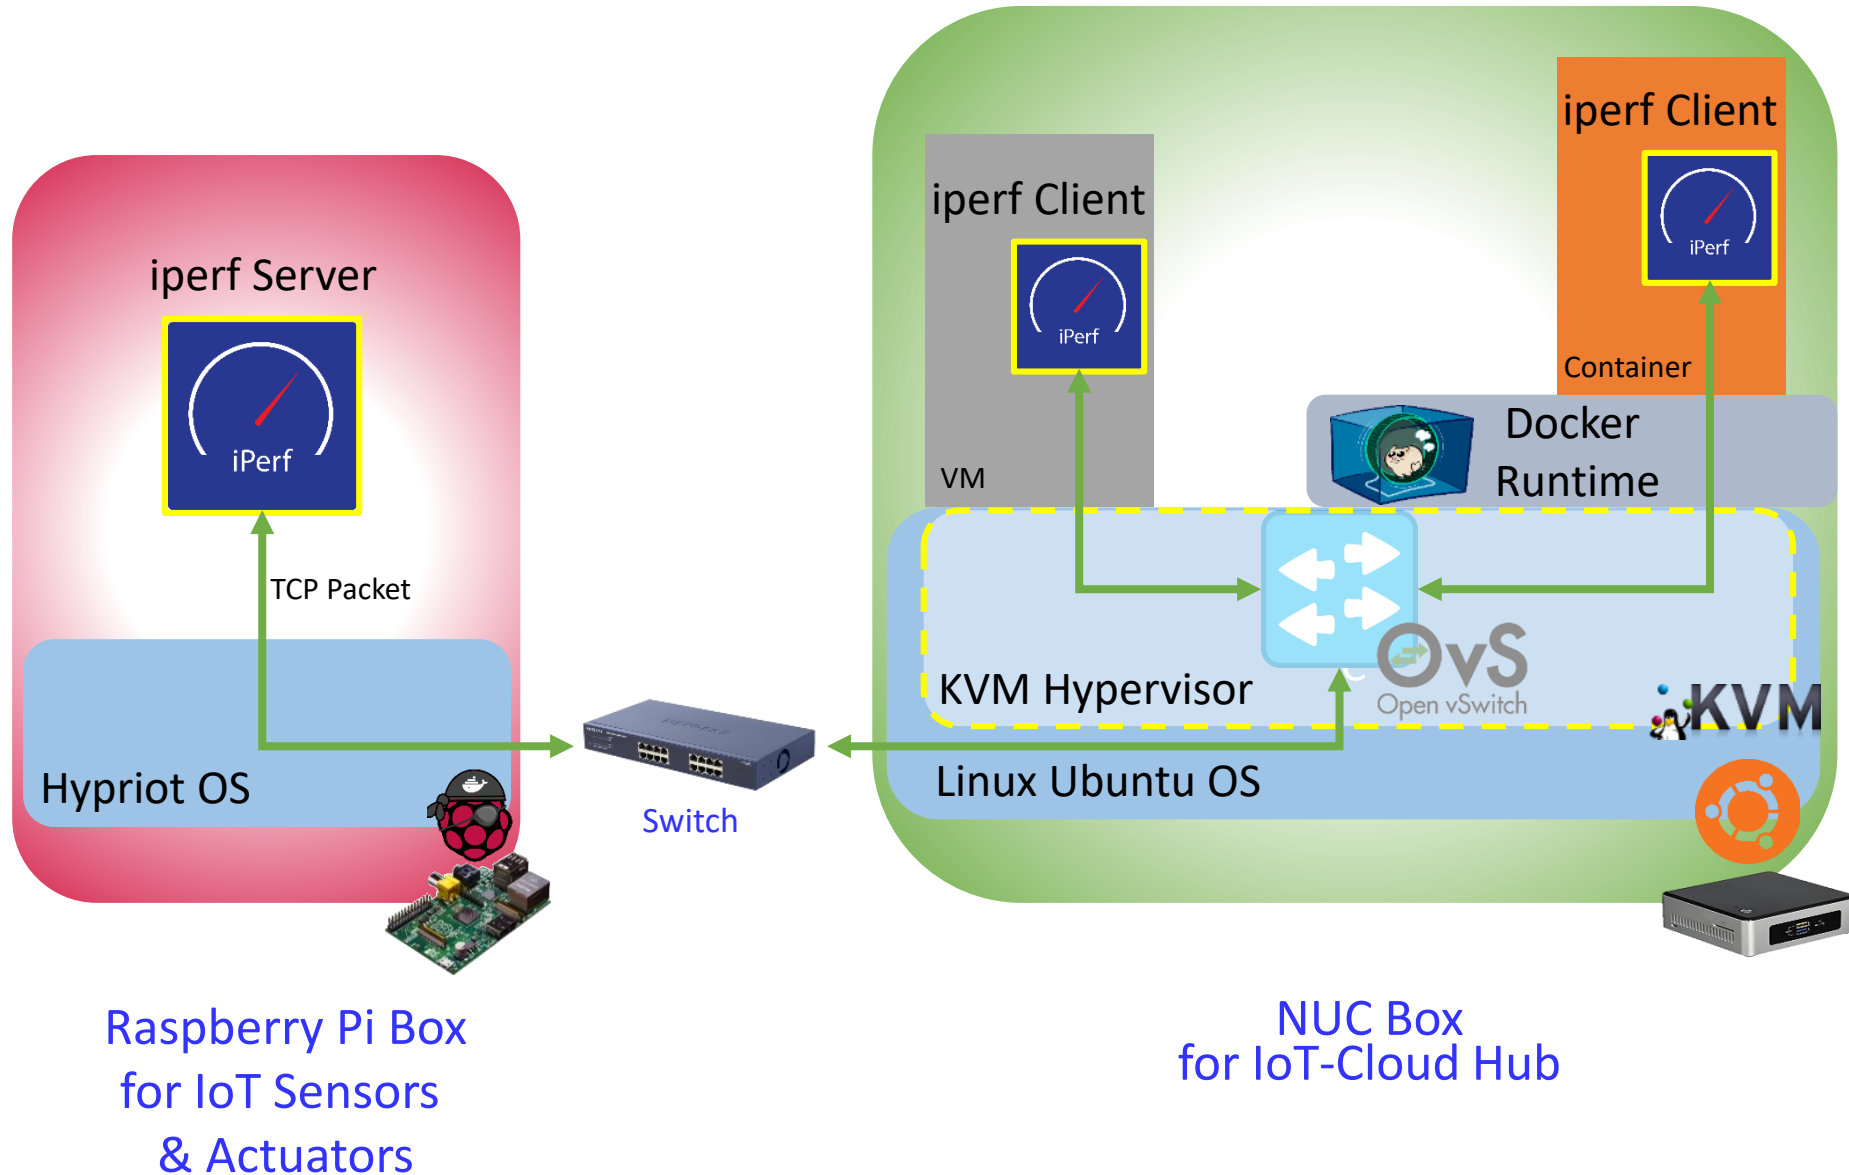 iperf Server
iPerf
TCP Packet
Hypriot OS
Raspberry Pi Box
for IoT Sensors
& Actuators
Switch
iperf Client
iPerf
VM
iperf Client
iPerf
Container
Docker
Runtime
C
OvS
Open vSwitch
KVM Hypervisor
KVM
Linux Ubuntu OS
NUC Box
for IoT-Cloud Hub